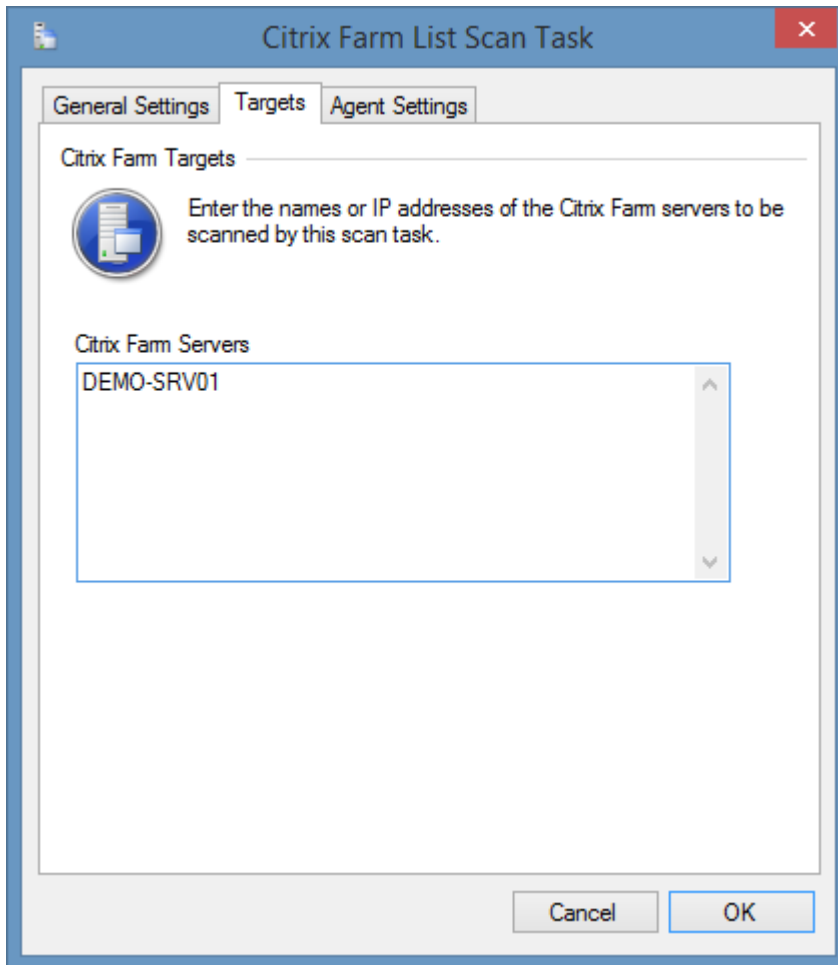 Citrix Farm List Scan Task
General Settings Targets Agent Settings
Citrix Farm Targets
Enter the names or IP addresses of the Citrix Farm servers to be
scanned by this scan task.
Citrix Farm Servers
DEMO-SRV01
Cancel OK